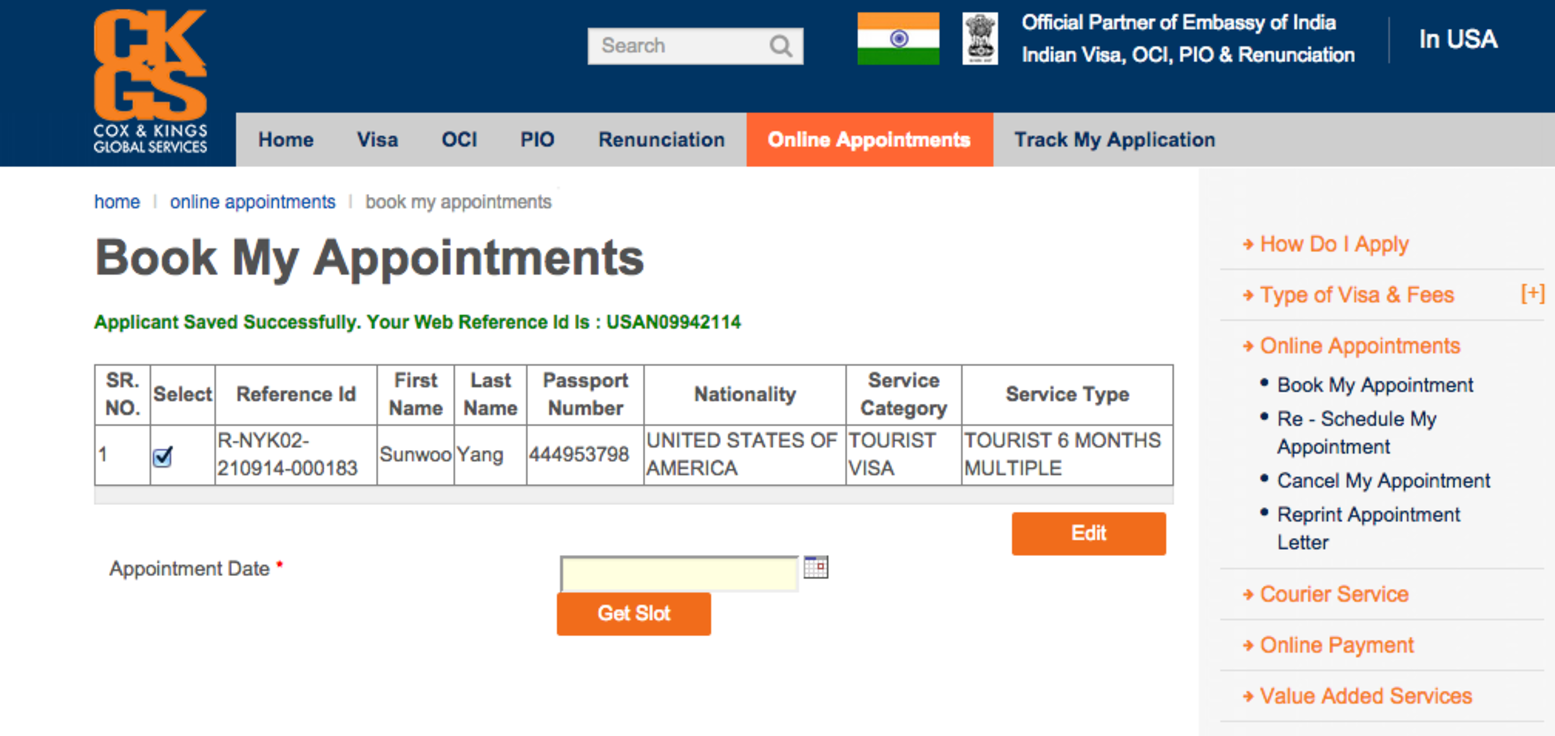 CK
GS
COX & KINGS
GLOBAL SERVICES
Search
Official Partner of Embassy of India
Indian Visa, OCI, PIO & Renunciation
In USA
Home
Visa
OCI
PIO
Renunciation
Online Appointments
Track My Application
home | online appointments | book my appointments
Book My Appointments
Applicant Saved Successfully. Your Web Reference Id Is : USAN09942114
SR. NO.
Select
Reference Id
First Name
Last Name
Passport Number
Nationality
Service Category
Service Type
1
R-NYK02-
210914-000183
Sunwoo
Yang
444953798
UNITED STATES OF
AMERICA
TOURIST
VISA
TOURIST 6 MONTHS
MULTIPLE
Edit
Appointment Date *
Get Slot
How Do I Apply
Type of Visa & Fees [+]
Online Appointments
Book My Appointment
Re - Schedule My
Appointment
Cancel My Appointment
Reprint Appointment
Letter
Courier Service
Online Payment
Value Added Services